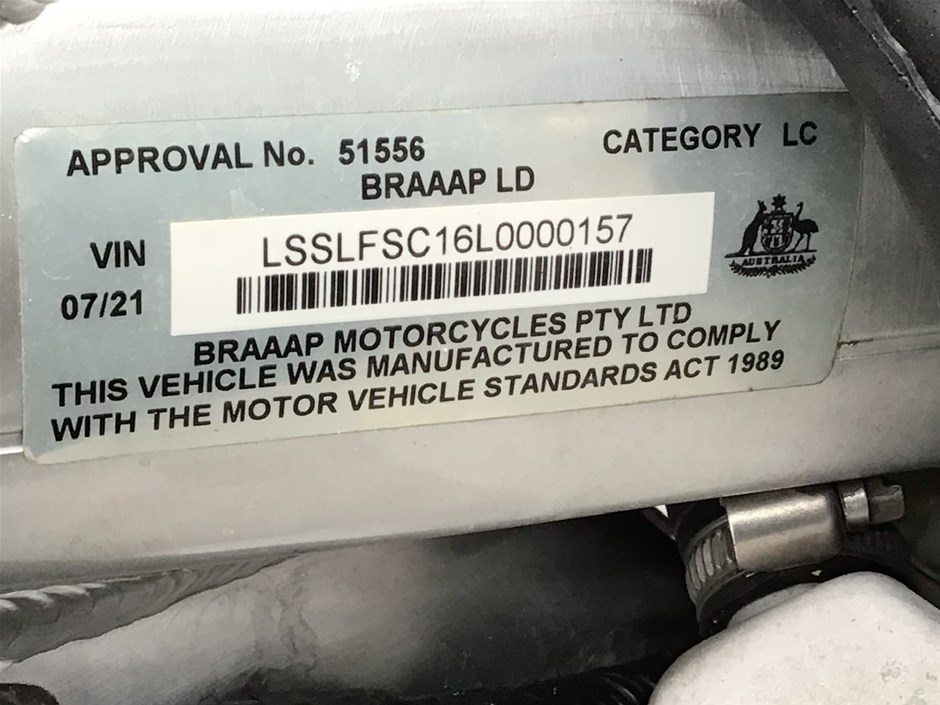 APPROVAL No. 51556 CATEGORY LC
BRAAAP LD
VIN LSSLFSC16L0000157
07/21
AUSTRALIA
BRAAAP MOTORCYCLES PTY LTD
THIS VEHICLE WAS MANUFACTURED TO COMPLY
WITH THE MOTOR VEHICLE STANDARDS ACT 1989